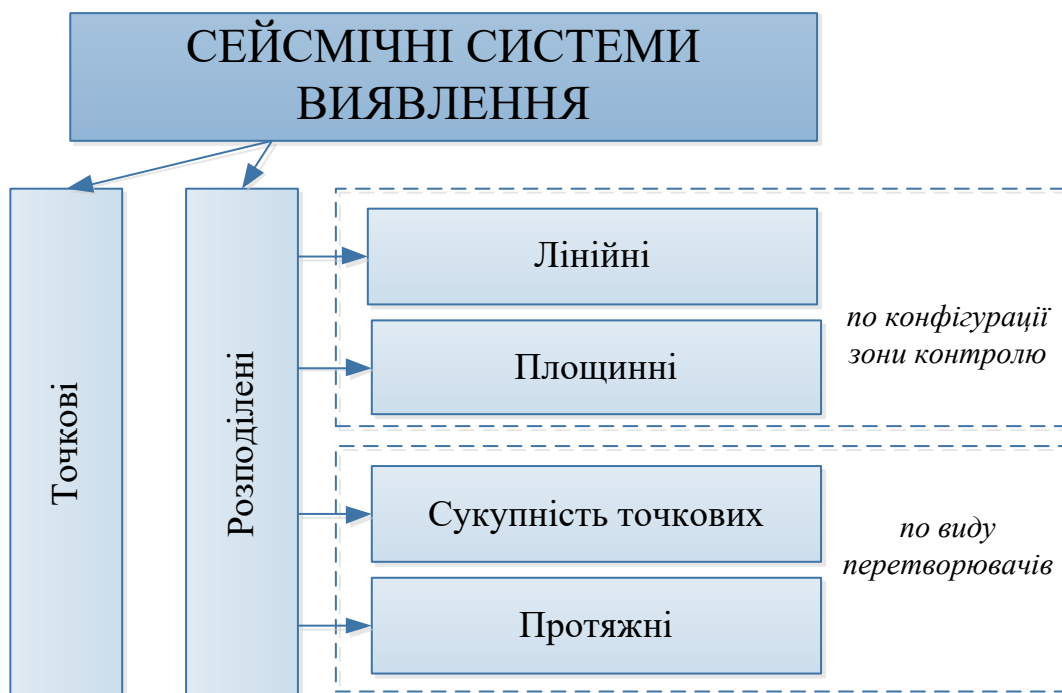 СЕЙСМІЧНІ СИСТЕМИ
ВИЯВЛЕННЯ
Точкові
Розподілені
Лінійні
Площинні
по конфігурації
зони контролю
Сукупність точкових
Протяжні
по виду
перетворювачів